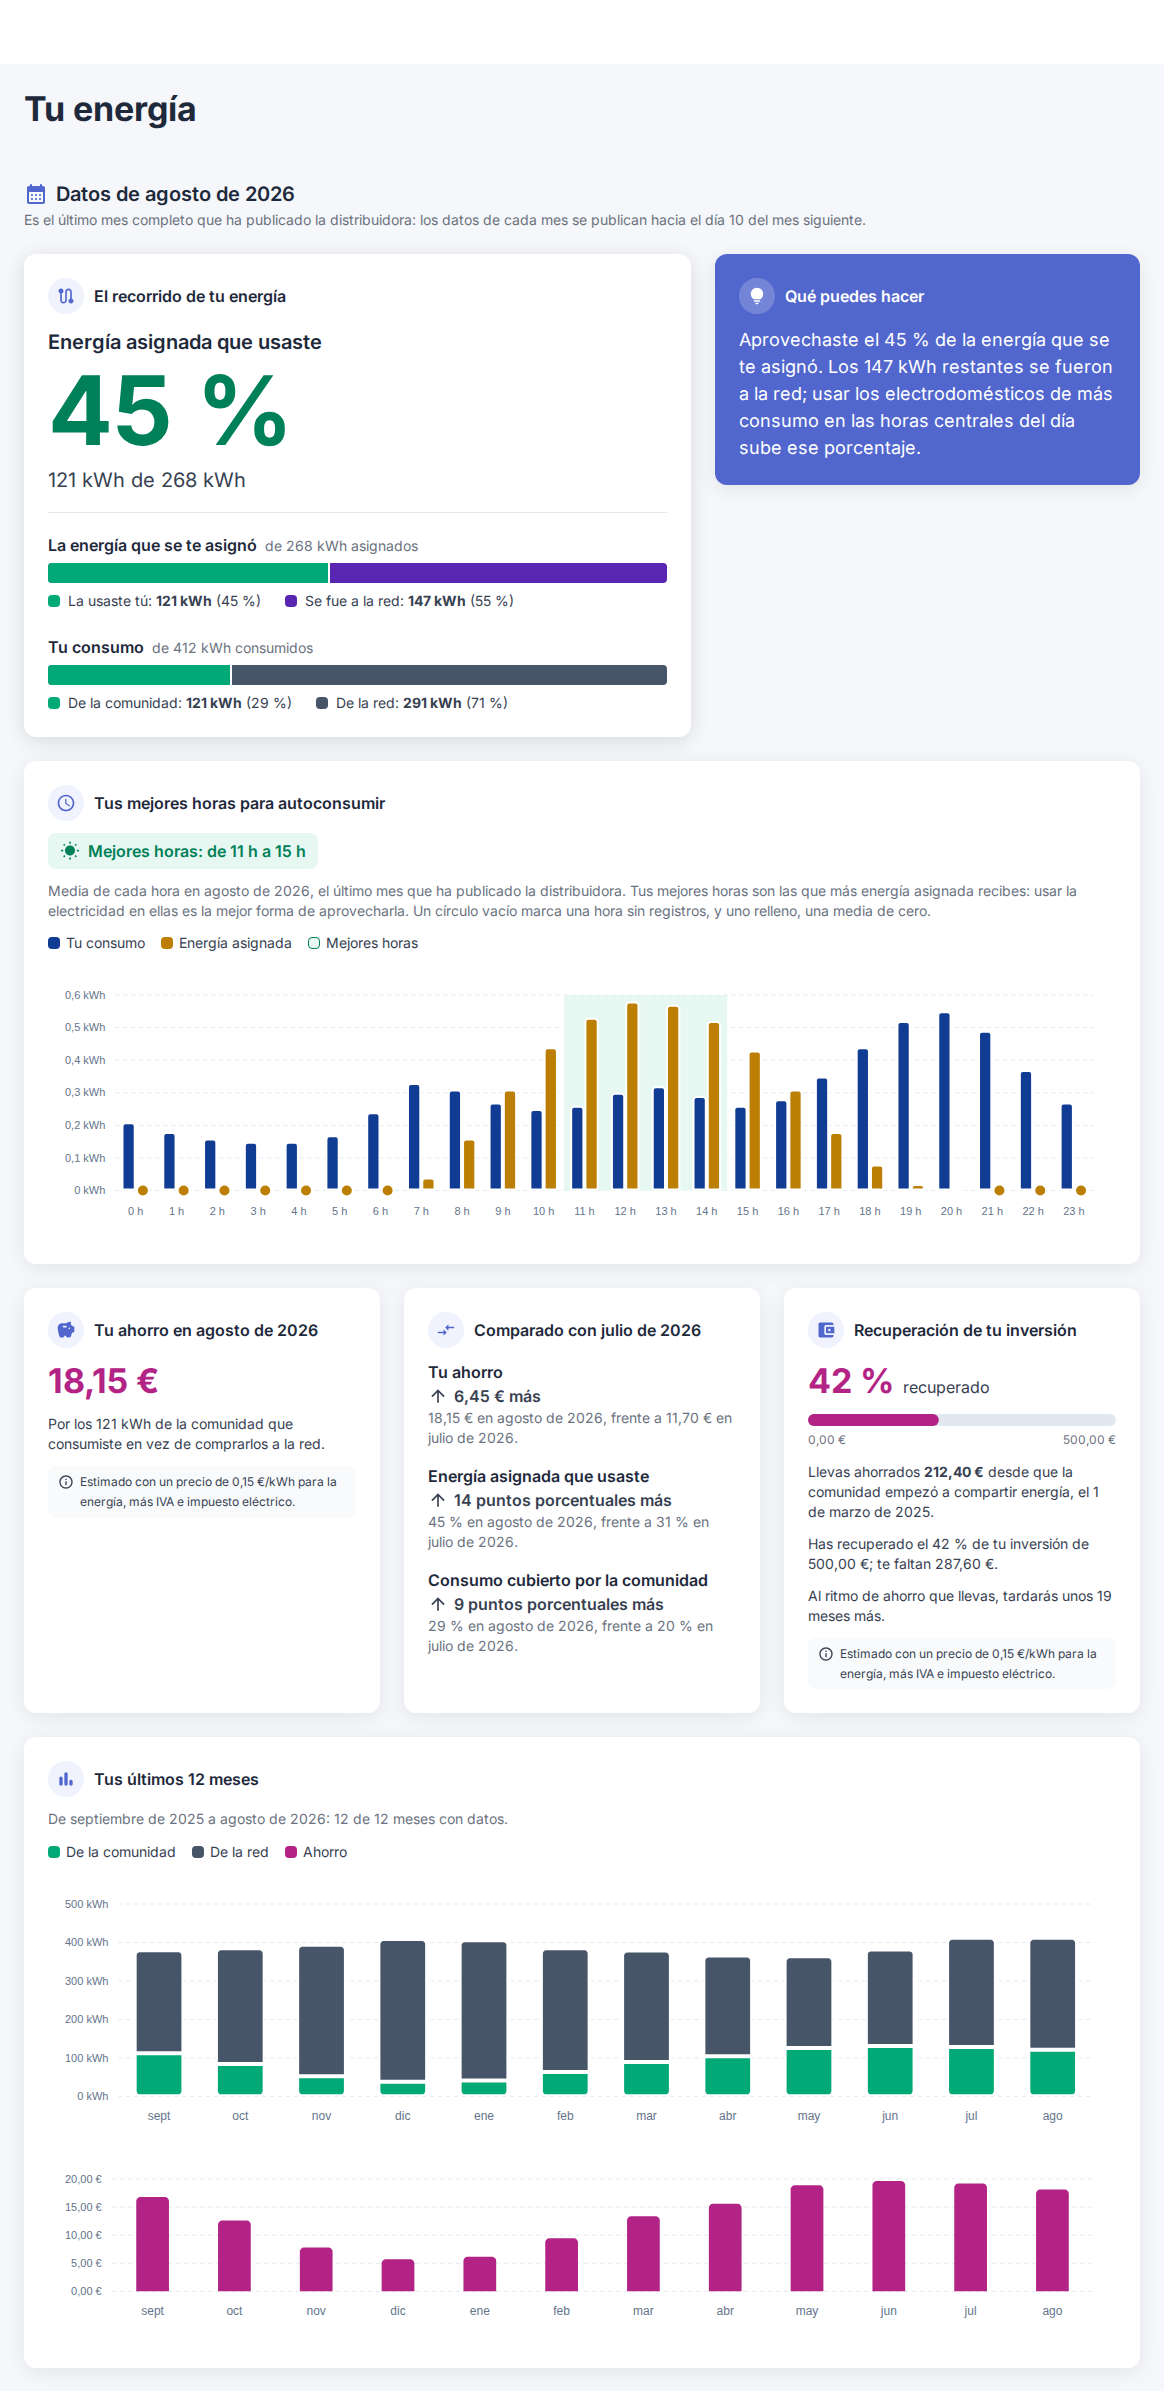 Tu energía
Datos de agosto de 2026
Es el último mes completo que ha publicado la distribuidora: los datos de cada mes se publican hacia el día 10 del mes siguiente.
El recorrido de tu energía
Energía asignada que usaste
45 %
121 kWh de 268 kWh
La energía que se te asignó de 268 kWh asignados
La usaste tú: 121 kWh (45 %) Se fue a la red: 147 kWh (55 %)
Tu consumo de 412 kWh consumidos
De la comunidad: 121 kWh (29 %) De la red: 291 kWh (71 %)
Qué puedes hacer
Aprovechaste el 45 % de la energía que se
te asignó. Los 147 kWh restantes se fueron
a la red; usar los electrodomésticos de más
consumo en las horas centrales del día
sube ese porcentaje.
Tus mejores horas para autoconsumir
Mejores horas: de 11 h a 15 h
Media de cada hora en agosto de 2026, el último mes que ha publicado la distribuidora. Tus mejores horas son las que más energía asignada recibes: usar la
electricidad en ellas es la mejor forma de aprovecharla. Un círculo vacío marca una hora sin registros, y uno relleno, una media de cero.
Tu consumo Energía asignada Mejores horas
0,6 kWh
0,5 kWh
0,4 kWh
0,3 kWh
0,2 kWh
0,1 kWh
0 kWh
0 h 1 h 2 h 3 h 4 h 5 h 6 h 7 h 8 h 9 h 10 h 11 h 12 h 13 h 14 h 15 h 16 h 17 h 18 h 19 h 20 h 21 h 22 h 23 h
Tu ahorro en agosto de 2026
18,15 €
Por los 121 kWh de la comunidad que
consumiste en vez de comprarlos a la red.
Estimado con un precio de 0,15 €/kWh para la
energía, más IVA e impuesto eléctrico.
Comparado con julio de 2026
Tu ahorro
6,45 € más
18,15 € en agosto de 2026, frente a 11,70 € en
julio de 2026.
Energía asignada que usaste
14 puntos porcentuales más
45 % en agosto de 2026, frente a 31 % en
julio de 2026.
Consumo cubierto por la comunidad
9 puntos porcentuales más
29 % en agosto de 2026, frente a 20 % en
julio de 2026.
Recuperación de tu inversión
42 % recuperado
0,00 € 500,00 €
Llevas ahorrados 212,40 € desde que la
comunidad empezó a compartir energía, el 1
de marzo de 2025.
Has recuperado el 42 % de tu inversión de
500,00 €; te faltan 287,60 €.
Al ritmo de ahorro que llevas, tardarás unos 19
meses más.
Estimado con un precio de 0,15 €/kWh para la
energía, más IVA e impuesto eléctrico.
Tus últimos 12 meses
De septiembre de 2025 a agosto de 2026: 12 de 12 meses con datos.
De la comunidad De la red Ahorro
500 kWh
400 kWh
300 kWh
200 kWh
100 kWh
0 kWh
sept oct nov dic ene feb mar abr may jun jul ago
20,00 €
15,00 €
10,00 €
5,00 €
0,00 €
sept oct nov dic ene feb mar abr may jun jul ago